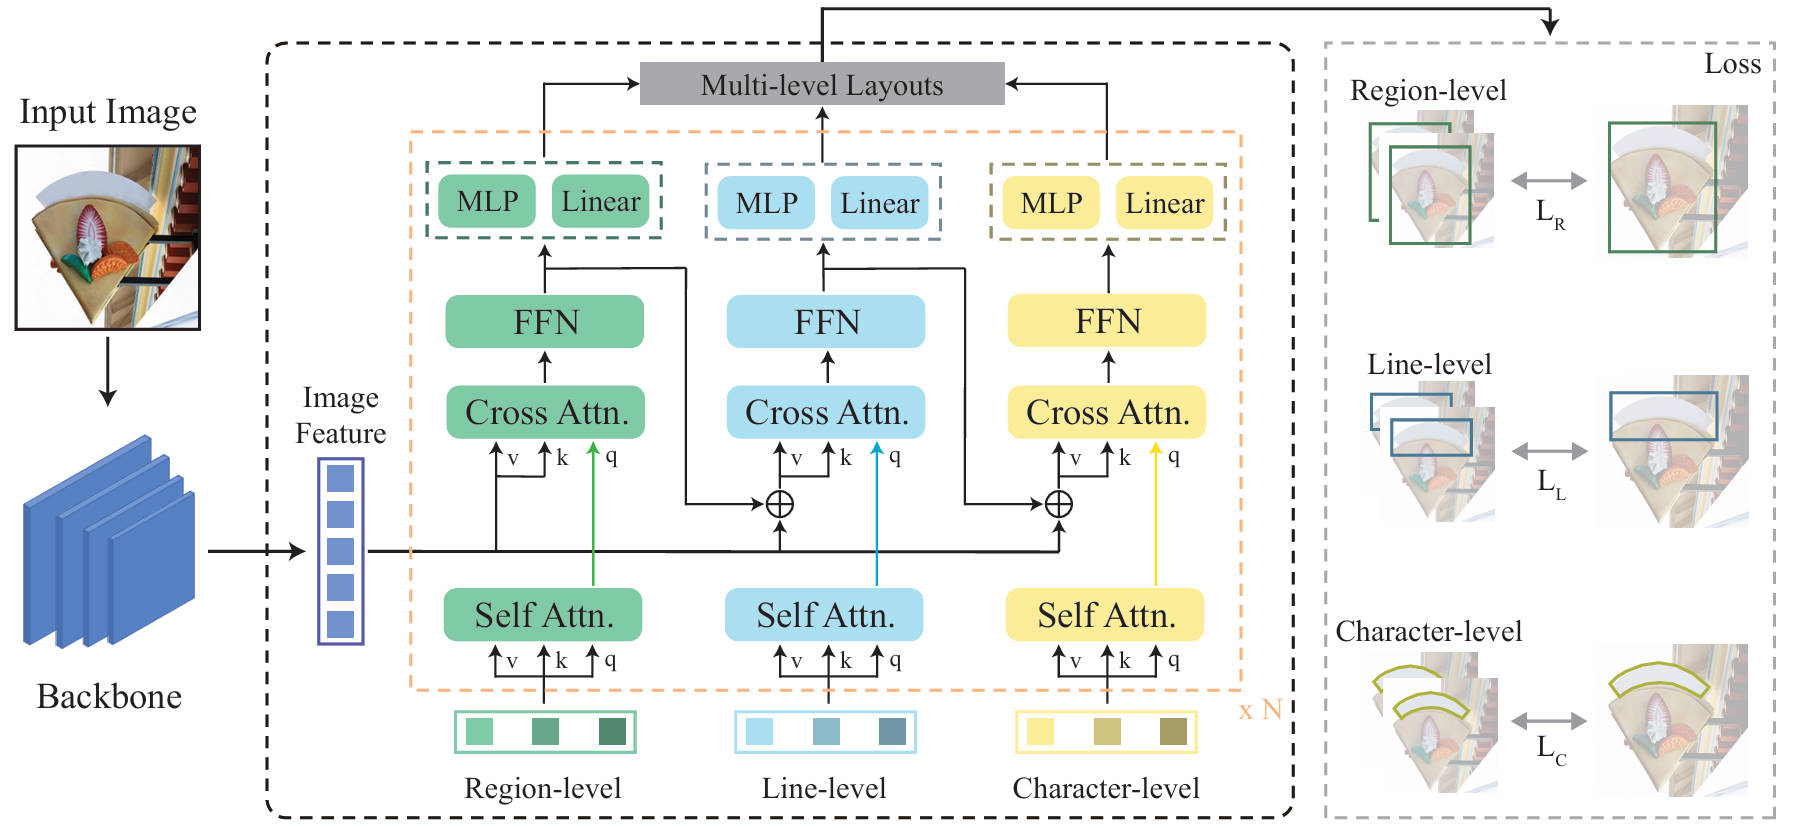 Input Image
Backbone
Image
Feature
Multi-level Layouts
MLP Linear
MLP Linear
MLP Linear
FFN
FFN
FFN
Cross Attn.
Cross Attn.
Cross Attn.
v k q
v k q
v k q
Self Attn.
Self Attn.
Self Attn.
v k q
v k q
v k q
x N
Region-level
Line-level
Character-level
Loss
Region-level
L_R
Line-level
L_L
Character-level
L_C